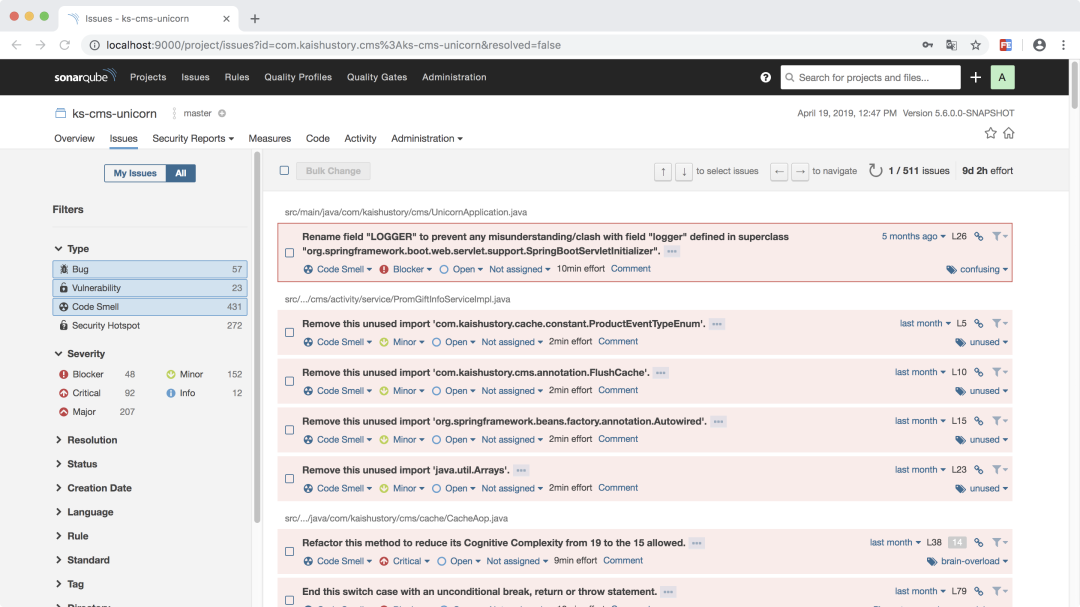 Issues - ks-cms-unicorn
localhost:9000/project/issues?id=com.kaishustory.cms%3Aks-cms-unicorn&resolved=false
FE
sonarqube Projects Issues Rules Quality Profiles Quality Gates Administration ? Search for projects and files... A
ks-cms-unicorn master April 19, 2019, 12:47 PM Version 5.6.0.0-SNAPSHOT
Overview Issues Security Reports Measures Code Activity Administration
My Issues All Bulk Change ↑ ↓ to select issues ← → to navigate 1 / 511 issues 9d 2h effort
Filters
Type
Bug 57
Vulnerability 23
Code Smell 431
Security Hotspot 272
Severity
Blocker 48 Minor 152
Critical 92 Info 12
Major 207
Resolution
Status
Creation Date
Language
Rule
Standard
Tag
src/main/java/com/kaishustory/cms/UnicornApplication.java
Rename field "LOGGER" to prevent any misunderstanding/clash with field "logger" defined in superclass 5 months ago L26
"org.springframework.boot.web.servlet.support.SpringBootServletInitializer".
Code Smell Blocker Open Not assigned 10min effort Comment confusing
src/.../cms/activity/service/PromGiftInfoServiceImpl.java
Remove this unused import 'com.kaishustory.cache.constant.ProductEventTypeEnum'. last month L5
Code Smell Minor Open Not assigned 2min effort Comment unused
Remove this unused import 'com.kaishustory.cms.annotation.FlushCache'. last month L10
Code Smell Minor Open Not assigned 2min effort Comment unused
Remove this unused import 'org.springframework.beans.factory.annotation.Autowired'. last month L15
Code Smell Minor Open Not assigned 2min effort Comment unused
Remove this unused import 'java.util.Arrays'. last month L23
Code Smell Minor Open Not assigned 2min effort Comment unused
src/.../java/com/kaishustory/cms/cache/CacheAop.java
Refactor this method to reduce its Cognitive Complexity from 19 to the 15 allowed. last month L38 14
Code Smell Critical Open Not assigned 9min effort Comment brain-overload
End this switch case with an unconditional break, return or throw statement. last month L79